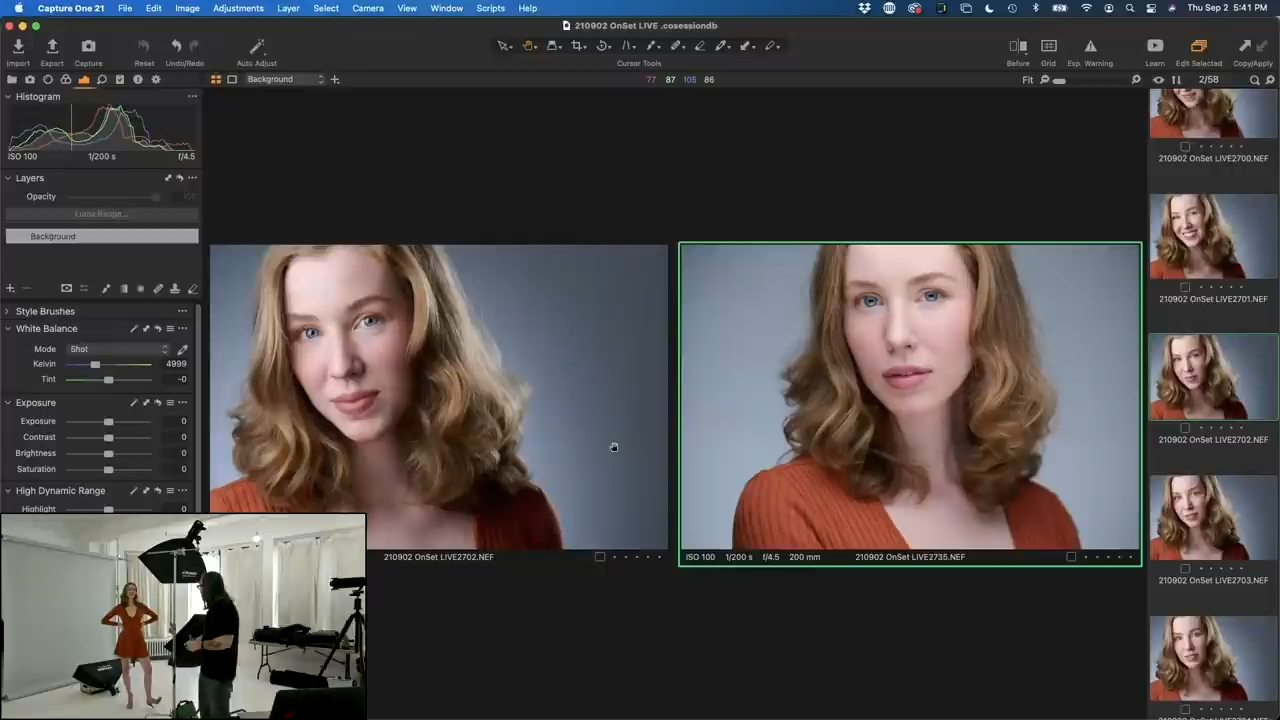 Capture One 21 File Edit Image Adjustments Layer Select Camera View Window Scripts Help Thu Sep 2 5:41 PM
210902 OnSet LIVE .cosessiondb
Import Export Capture Reset Undo/Redo Auto Adjust Cursor Tools Before Grid Exp. Warning Learn Edit Selected Copy/Apply
Background 77 87 105 86 Fit 2/58
Histogram
ISO 100 1/200 s f/4.5
Layers
Opacity 100
Luma Range...
Background
Style Brushes
White Balance
Mode Shot
Kelvin 4999
Tint -0
Exposure
Exposure 0
Contrast 0
Brightness 0
Saturation 0
High Dynamic Range
Highlight 0
210902 OnSet LIVE2702.NEF
ISO 100 1/200 s f/4.5 200 mm 210902 OnSet LIVE2735.NEF
210902 OnSet LIVE2700.NEF
210902 OnSet LIVE2701.NEF
210902 OnSet LIVE2702.NEF
210902 OnSet LIVE2703.NEF